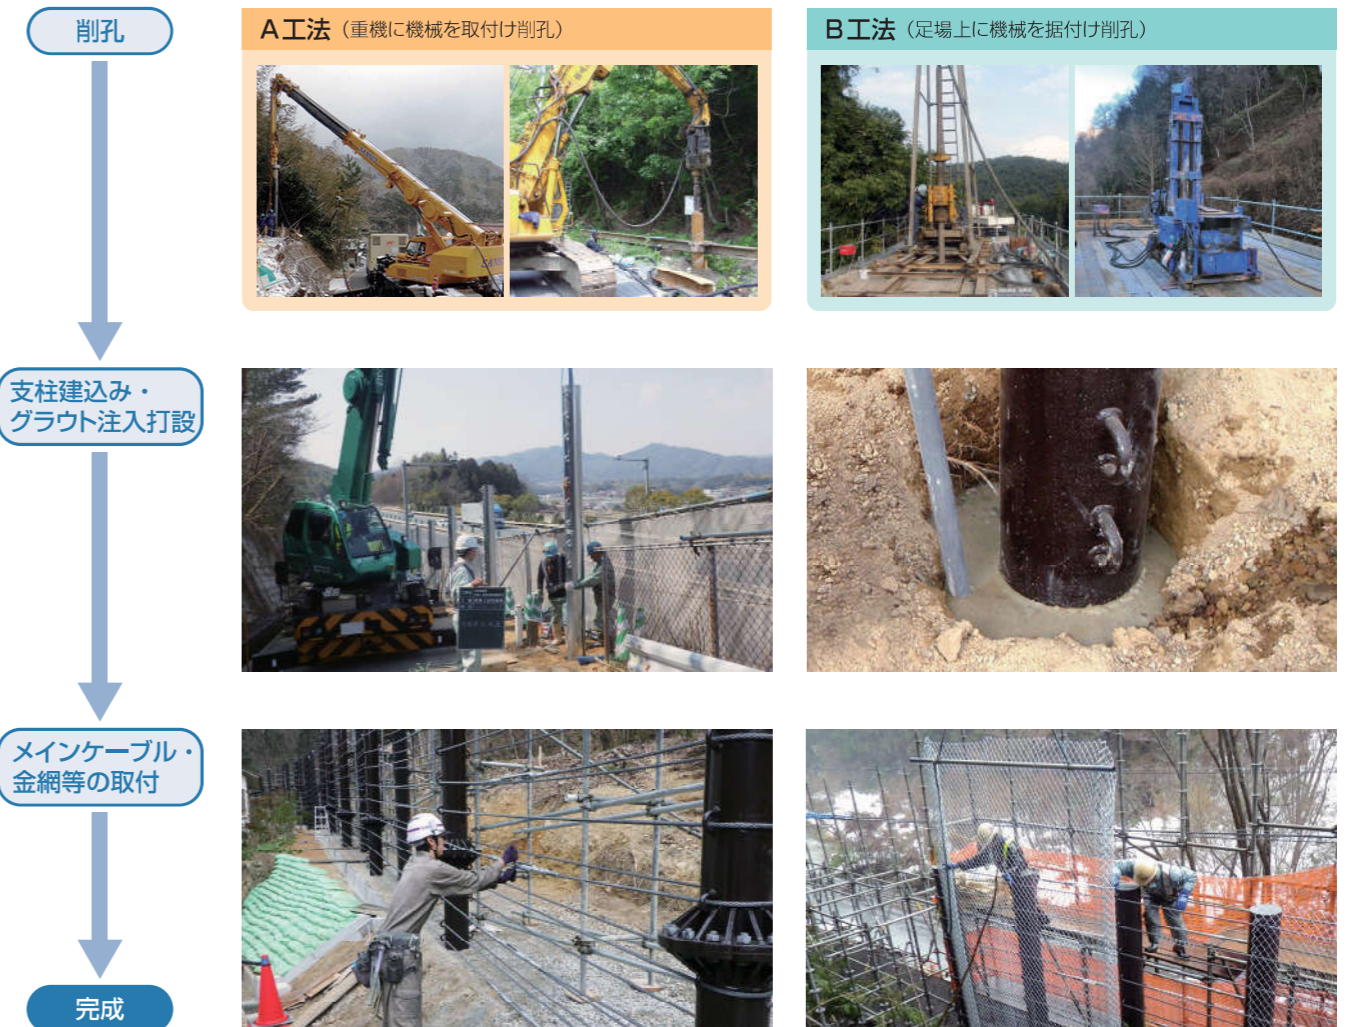 削孔
A工法（重機に機械を取付け削孔）
B工法（足場上に機械を据付け削孔）
支柱建込み・
グラウト注入打設
メインケーブル・
金網等の取付
完成